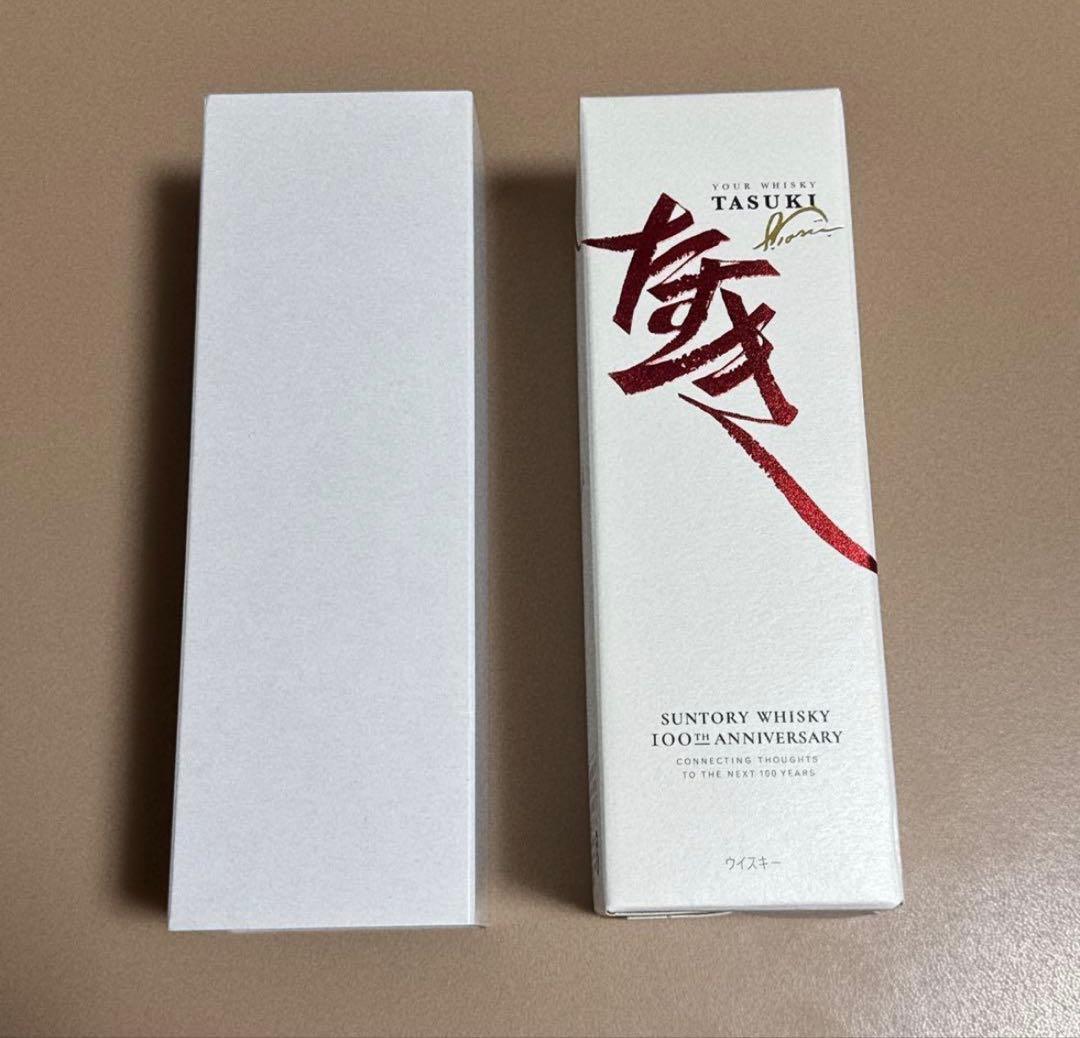 YOUR WHISKY
TASUKI
たすき
SUNTORY WHISKY
100TH ANNIVERSARY
CONNECTING THOUGHTS
TO THE NEXT 100 YEARS
ウイスキー